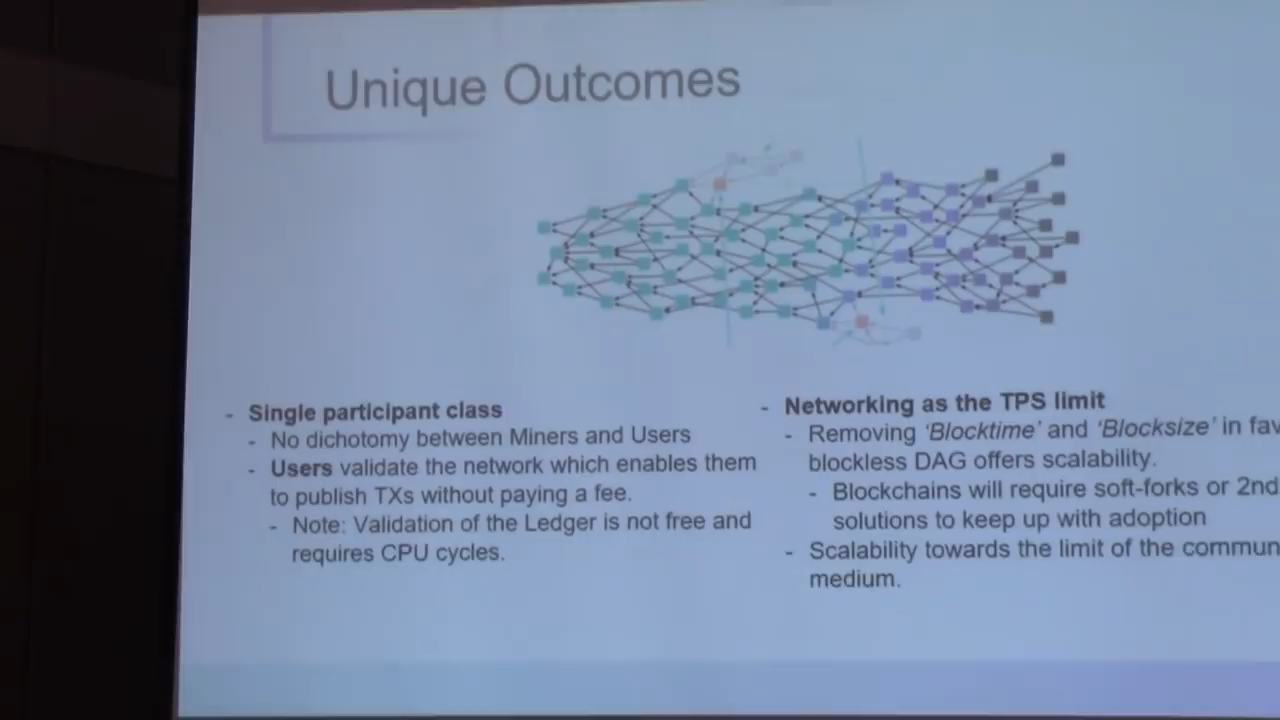 Unique Outcomes
- Single participant class
- No dichotomy between Miners and Users
- Users validate the network which enables them
to publish TXs without paying a fee.
- Note: Validation of the Ledger is not free and
requires CPU cycles.
- Networking as the TPS limit
- Removing 'Blocktime' and 'Blocksize' in fav
blockless DAG offers scalability.
- Blockchains will require soft-forks or 2nd
solutions to keep up with adoption
- Scalability towards the limit of the commun
medium.